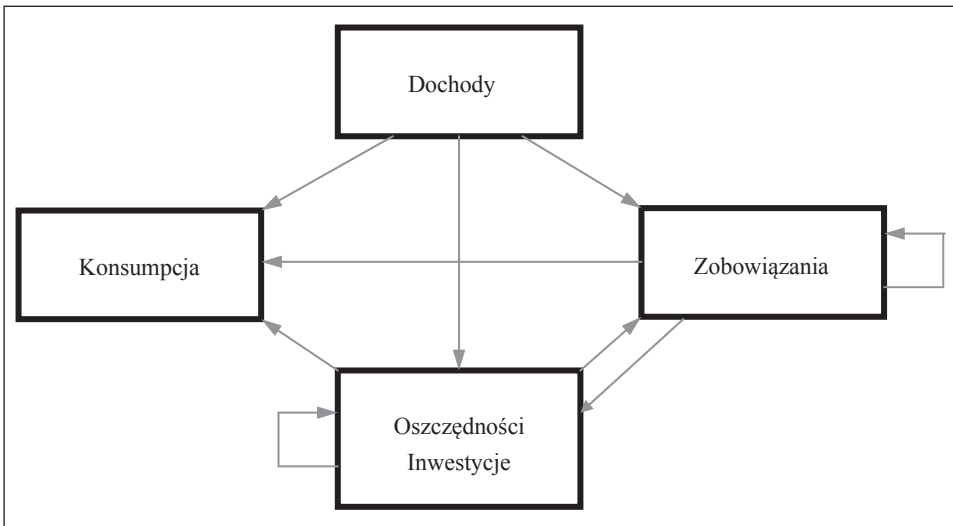 Dochody
Konsumpcja
Zobowiązania
Oszczędności
Inwestycje